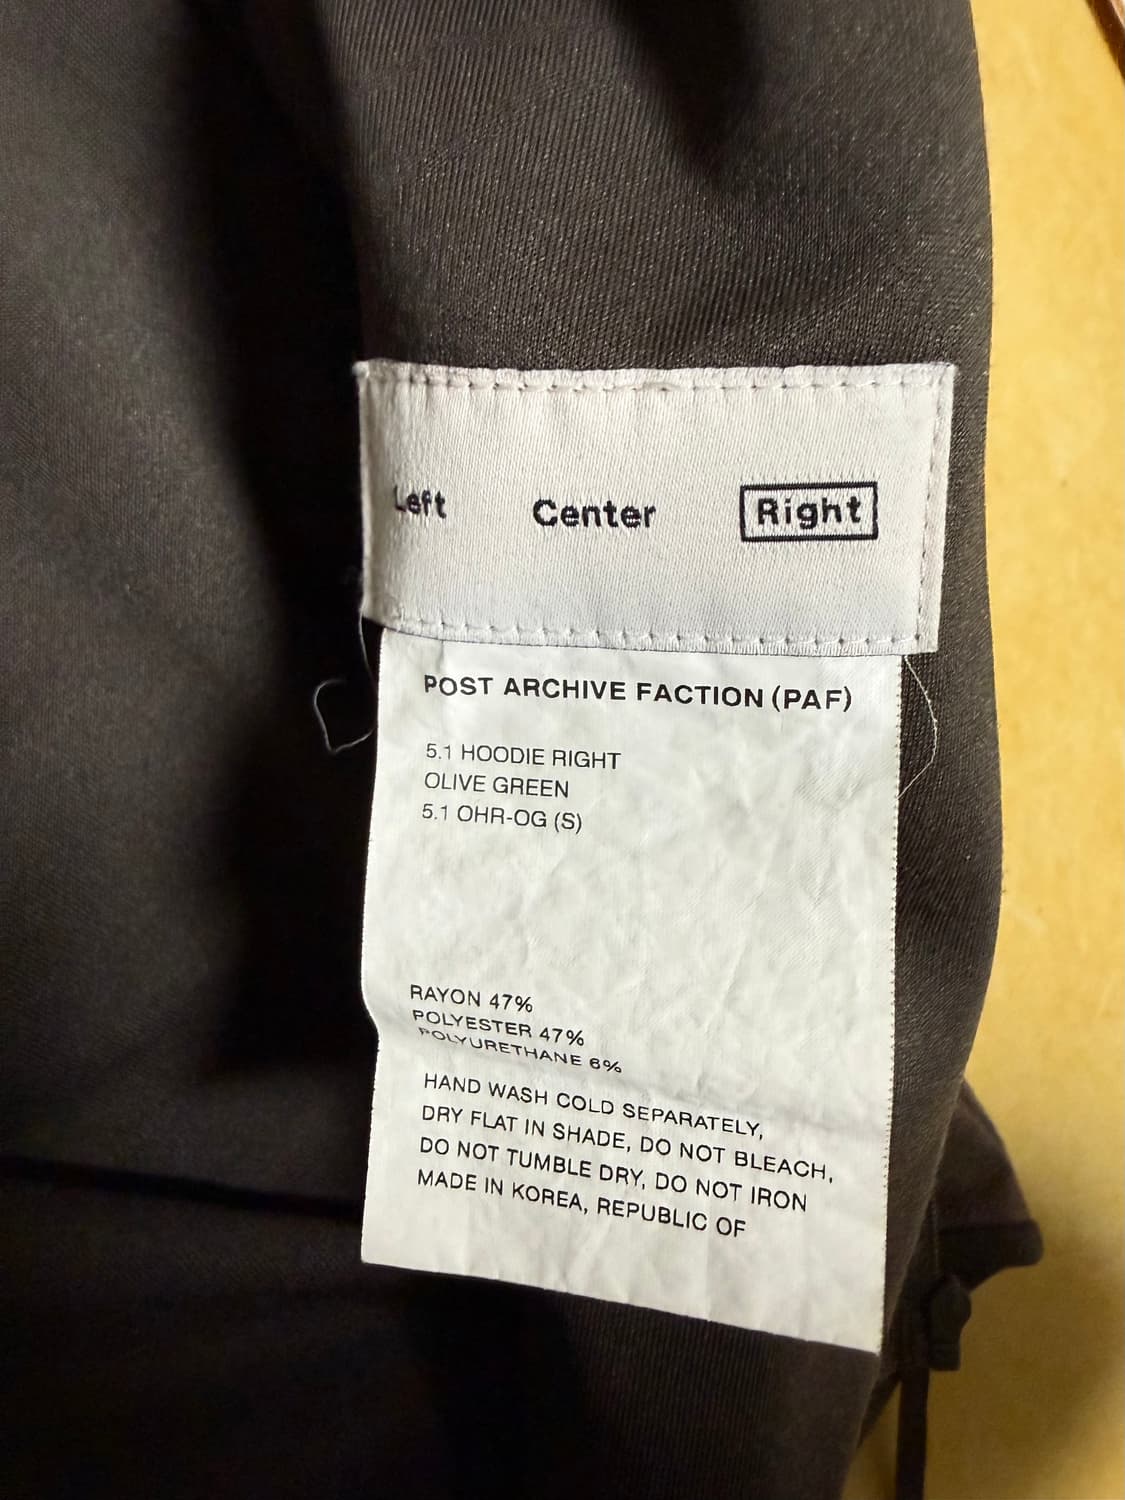 Left Center Right
POST ARCHIVE FACTION (PAF)
5.1 HOODIE RIGHT
OLIVE GREEN
5.1 OHR-OG (S)
RAYON 47%
POLYESTER 47%
POLYURETHANE 6%
HAND WASH COLD SEPARATELY,
DRY FLAT IN SHADE, DO NOT BLEACH,
DO NOT TUMBLE DRY, DO NOT IRON
MADE IN KOREA, REPUBLIC OF